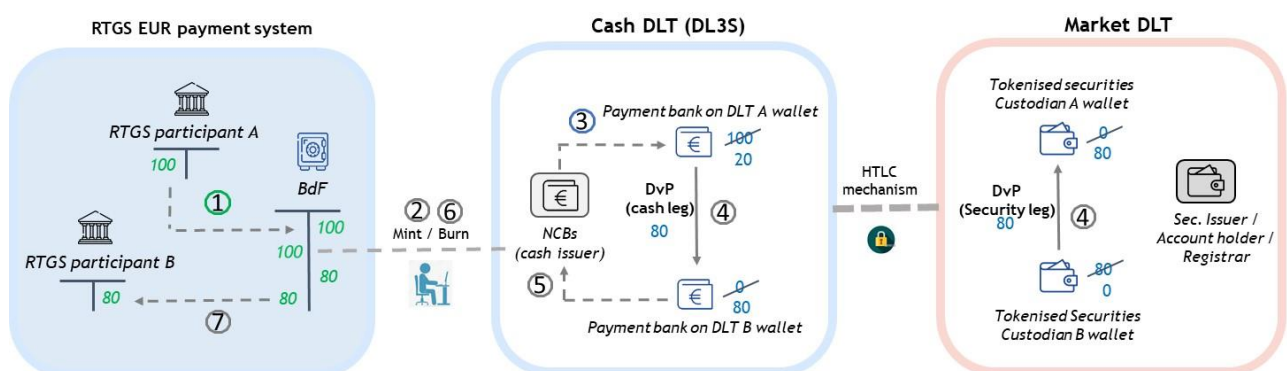 RTGS EUR payment system
RTGS participant A
100
①
BdF
100
100
80
80
RTGS participant B
80
⑦
② ⑥
Mint / Burn
Cash DLT (DL3S)
③
Payment bank on DLT A wallet
100
20
€
€
NCBs
(cash issuer)
DvP
(cash leg)
80
④
⑤
€
0
80
Payment bank on DLT B wallet
HTLC
mechanism
Market DLT
Tokenised securities
Custodian A wallet
0
80
DvP
(Security leg)
80
④
Sec. Issuer /
Account holder /
Registrar
80
0
Tokenised Securities
Custodian B wallet